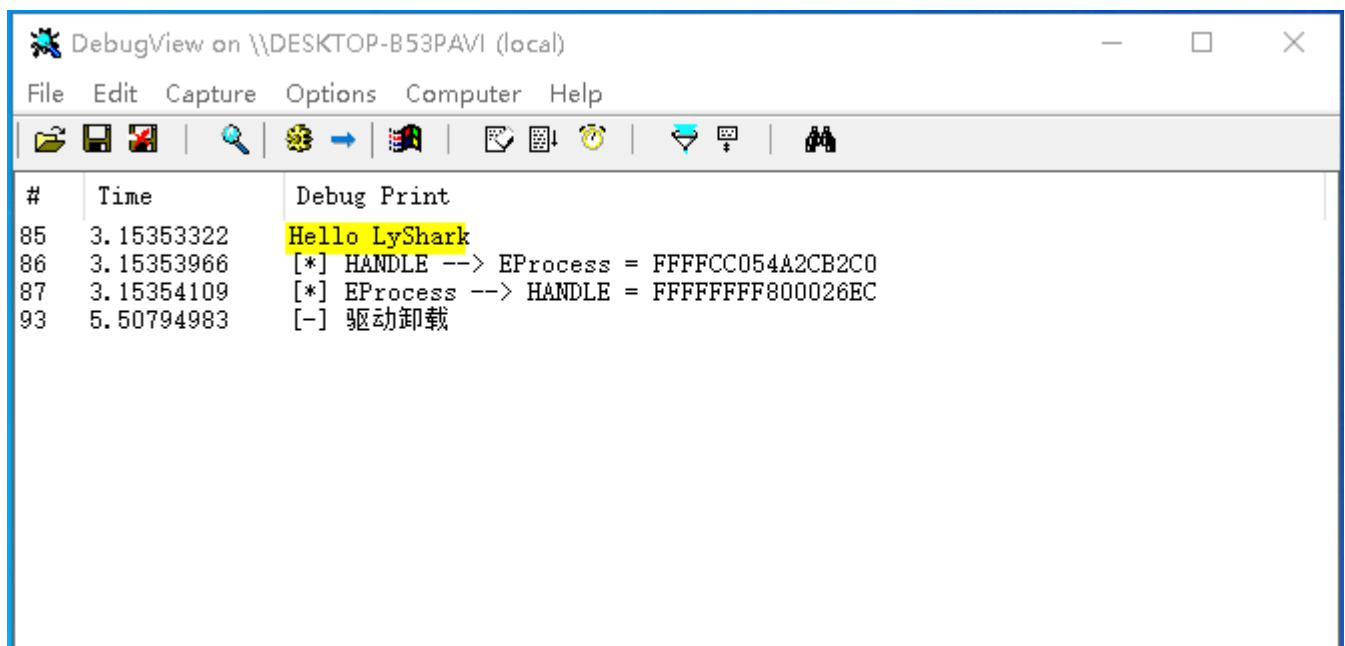 DebugView on \\DESKTOP-B53PAVI (local)
File Edit Capture Options Computer Help
# Time Debug Print
85 3.15353322 Hello LyShark
86 3.15353966 [*] HANDLE --> EProcess = FFFFCC054A2CB2C0
87 3.15354109 [*] EProcess --> HANDLE = FFFFFFFF800026EC
93 5.50794983 [-] 驱动卸载